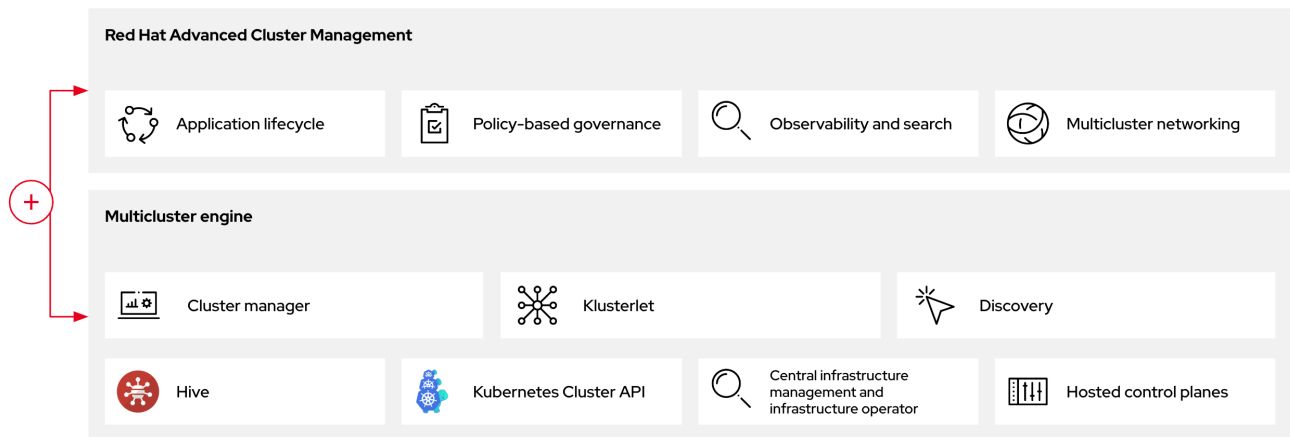 Red Hat Advanced Cluster Management
Application lifecycle
Policy-based governance
Observability and search
Multicluster networking
+
Multicluster engine
Cluster manager
Klusterlet
Discovery
Hive
Kubernetes Cluster API
Central infrastructure
management and
infrastructure operator
Hosted control planes